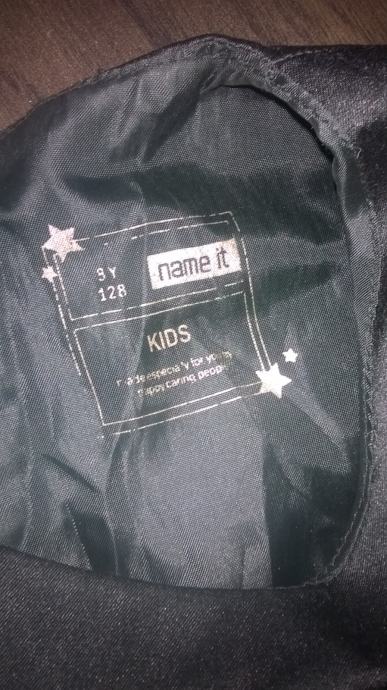 8 Y
128
name it
KIDS
made especially for young,
happy caring people